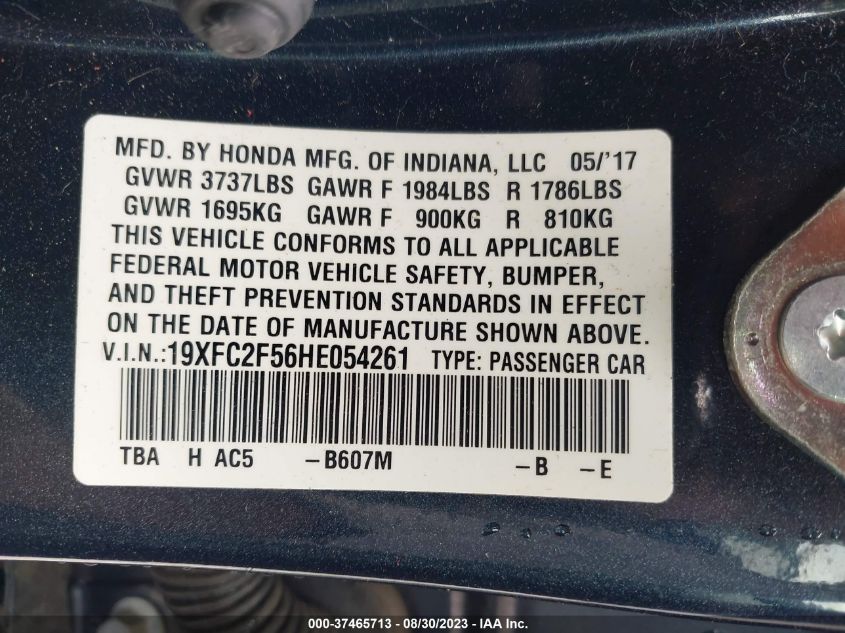 MFD. BY HONDA MFG. OF INDIANA, LLC 05/'17
GVWR 3737LBS GAWR F 1984LBS R 1786LBS
GVWR 1695KG GAWR F 900KG R 810KG
THIS VEHICLE CONFORMS TO ALL APPLICABLE
FEDERAL MOTOR VEHICLE SAFETY, BUMPER,
AND THEFT PREVENTION STANDARDS IN EFFECT
ON THE DATE OF MANUFACTURE SHOWN ABOVE.
V.I.N.:19XFC2F56HE054261 TYPE: PASSENGER CAR
TBA H AC5 –B607M –B –E
000-37465713 - 08/30/2023 - IAA Inc.